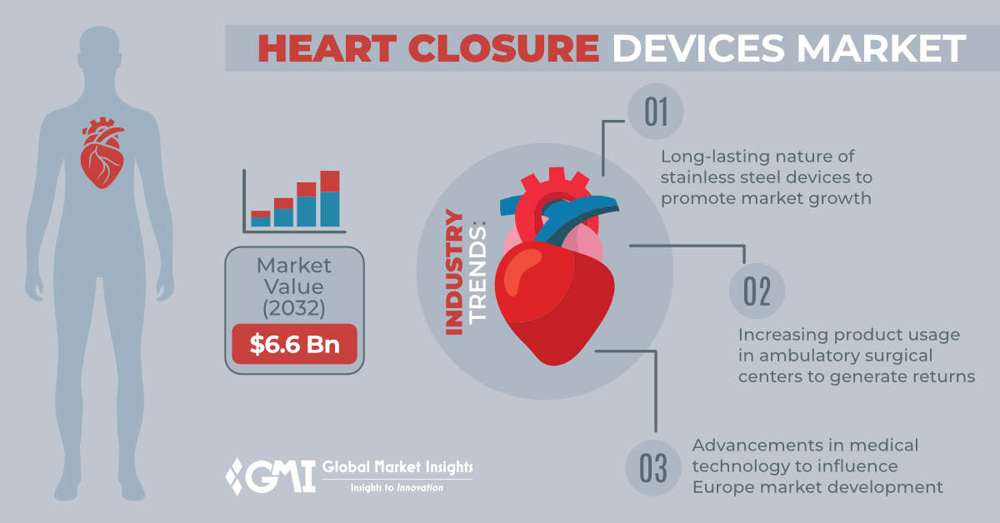 HEART CLOSURE DEVICES MARKET
01
Long-lasting nature of
stainless steel devices to
promote market growth
INDUSTRY
TRENDS:
Market
Value
(2032)
$6.6 Bn
02
Increasing product usage
in ambulatory surgical
centers to generate returns
03
Advancements in medical
technology to influence
Europe market development
GMI
Global Market Insights
Insights to Innovation